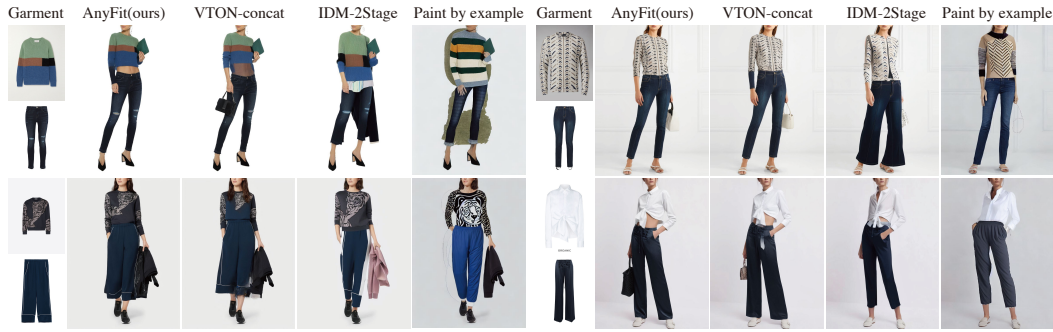 Garment AnyFit(ours) VTON-concat IDM-2Stage Paint by example Garment AnyFit(ours) VTON-concat IDM-2Stage Paint by example